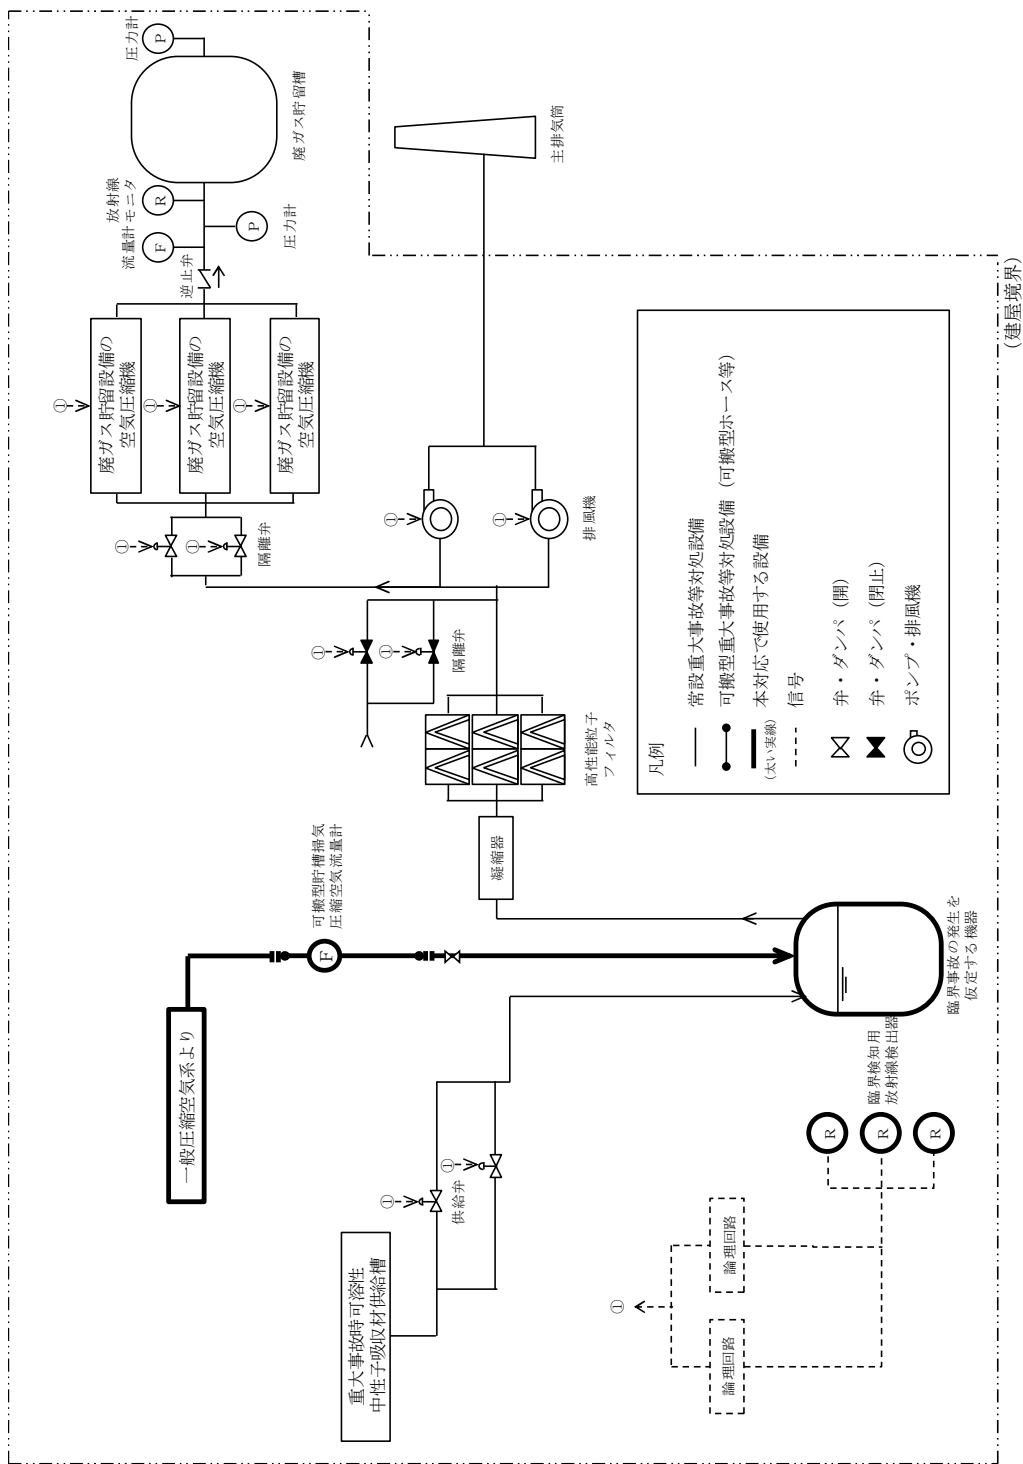 圧力計
P
廃ガス貯留槽
放射線
モニタ
R
流量計
F
P
圧力計
逆止弁
①
廃ガス貯留設備の
空気圧縮機
①
廃ガス貯留設備の
空気圧縮機
①
廃ガス貯留設備の
空気圧縮機
①
①
隔離弁
主排気筒
①
①
排風機
①
①
隔離弁
高性能粒子
フィルタ
凝縮器
可搬型貯槽掃気
圧縮空気流量計
F
一般圧縮空気系より
臨界事故の発生を
仮定する機器
臨界検知用
放射線検出器
R
R
R
①
①
供給弁
重大事故時可溶性
中性子吸収材供給槽
論理回路
論理回路
①
凡例
常設重大事故等対処設備
可搬型重大事故等対処設備（可搬型ホース等）
本対応で使用する設備
(太い実線)
信号
弁・ダンパ（開）
弁・ダンパ（閉止）
ポンプ・排風機
（建屋境界）